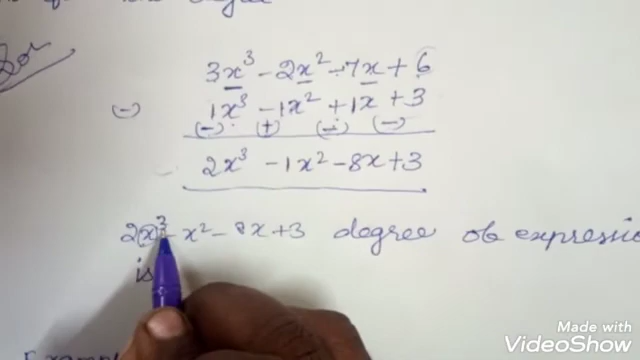 Sol
3x³ - 2x² - 7x + 6
(-) 1x³ - 1x² + 1x + 3
(-) (+) (-) (-)
2x³ - 1x² - 8x + 3
2x³ - x² - 8x + 3 degree of expressio
is
Exampl
Made with
VideoShow